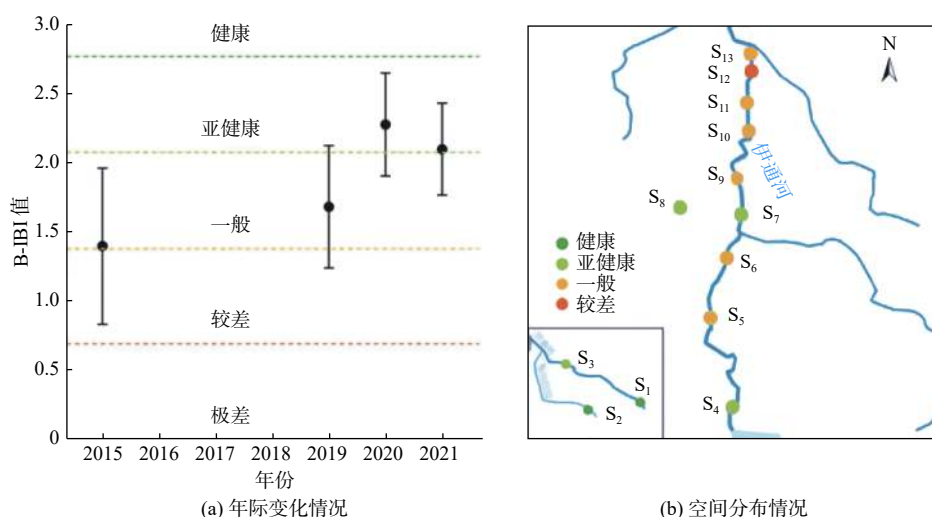 3.0
2.5
2.0
1.5
1.0
0.5
0
B-IBI 值
健康
亚健康
一般
较差
极差
2015 2016 2017 2018 2019 2020 2021
年份
(a) 年际变化情况
N
S13
S12
S11
S10
伊通河
S9
S8
S7
S6
S5
S4
健康
亚健康
一般
较差
S3
S1
S2
(b) 空间分布情况